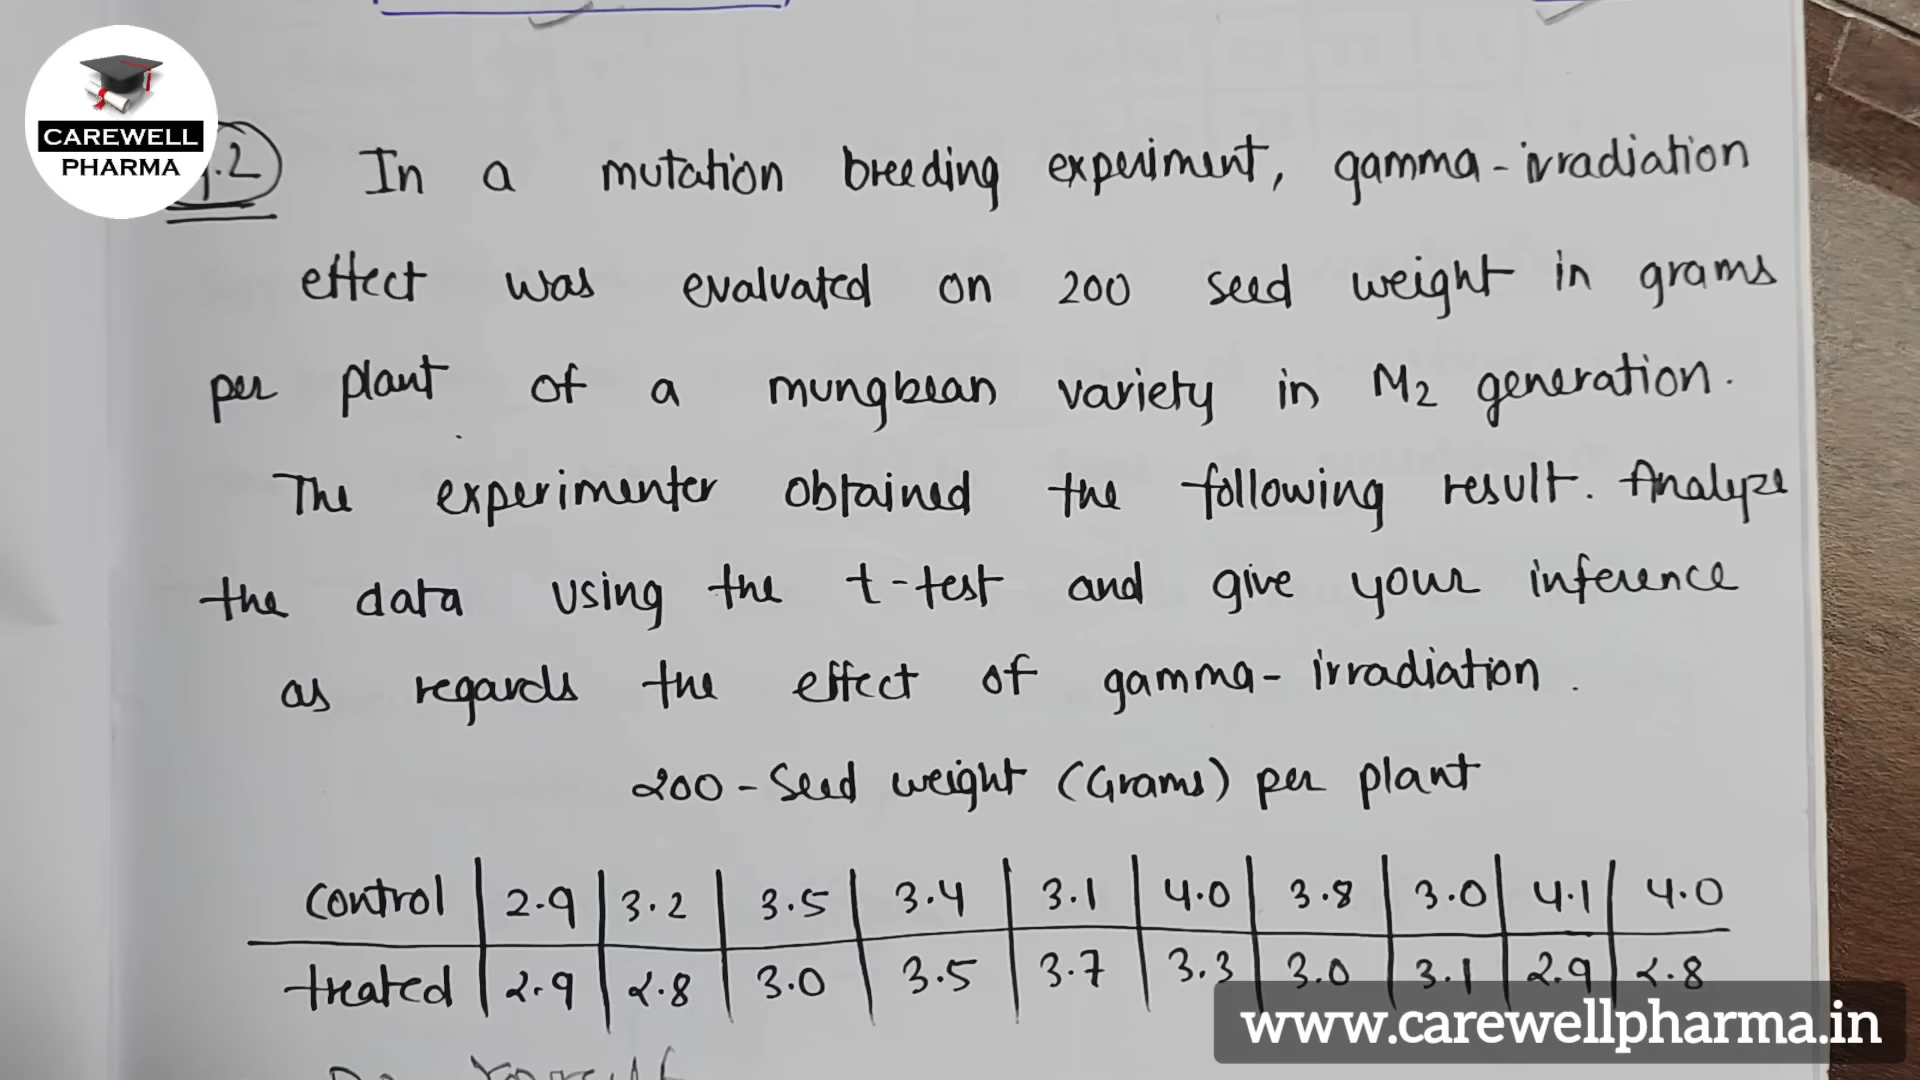 CAREWELL
PHARMA
.2 In a mutation breeding experiment, gamma-irradiation
effect was evaluated on 200 seed weight in grams
per plant of a mungbean variety in M2 generation.
The experimenter obtained the following result. Analyze
the data using the t-test and give your inference
as regards the effect of gamma-irradiation.
200-Seed weight (Grams) per plant
control 2.9 3.2 3.5 3.4 3.1 4.0 3.8 3.0 4.1 4.0
treated 2.9 2.8 3.0 3.5 3.7 3.3 3.0 3.1 2.9 2.8
www.carewellpharma.in